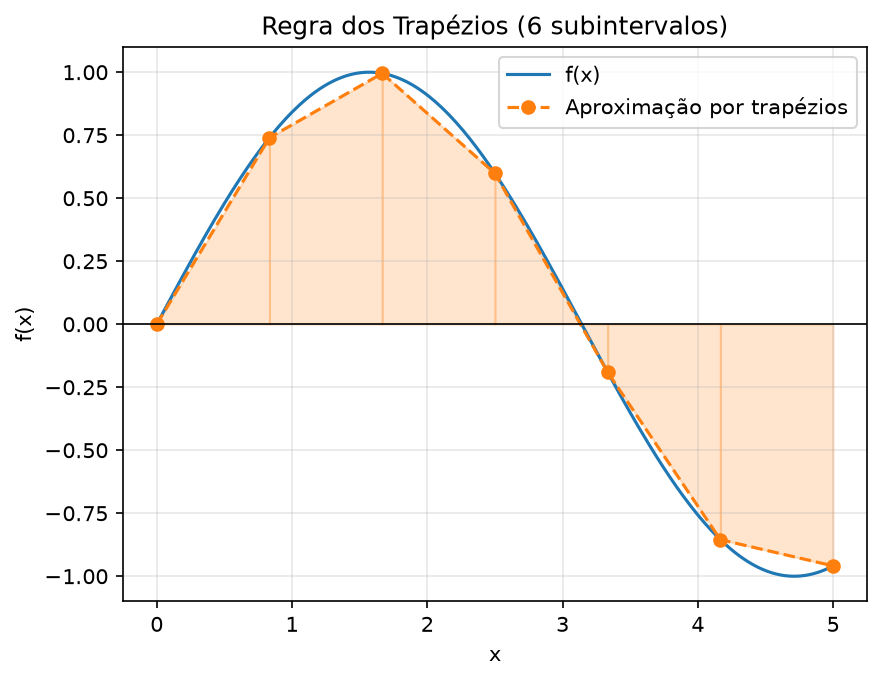 Regra dos Trapézios (6 subintervalos)
f(x)
Aproximação por trapézios
1.00
0.75
0.50
0.25
0.00
−0.25
−0.50
−0.75
−1.00
f(x)
0 1 2 3 4 5
x